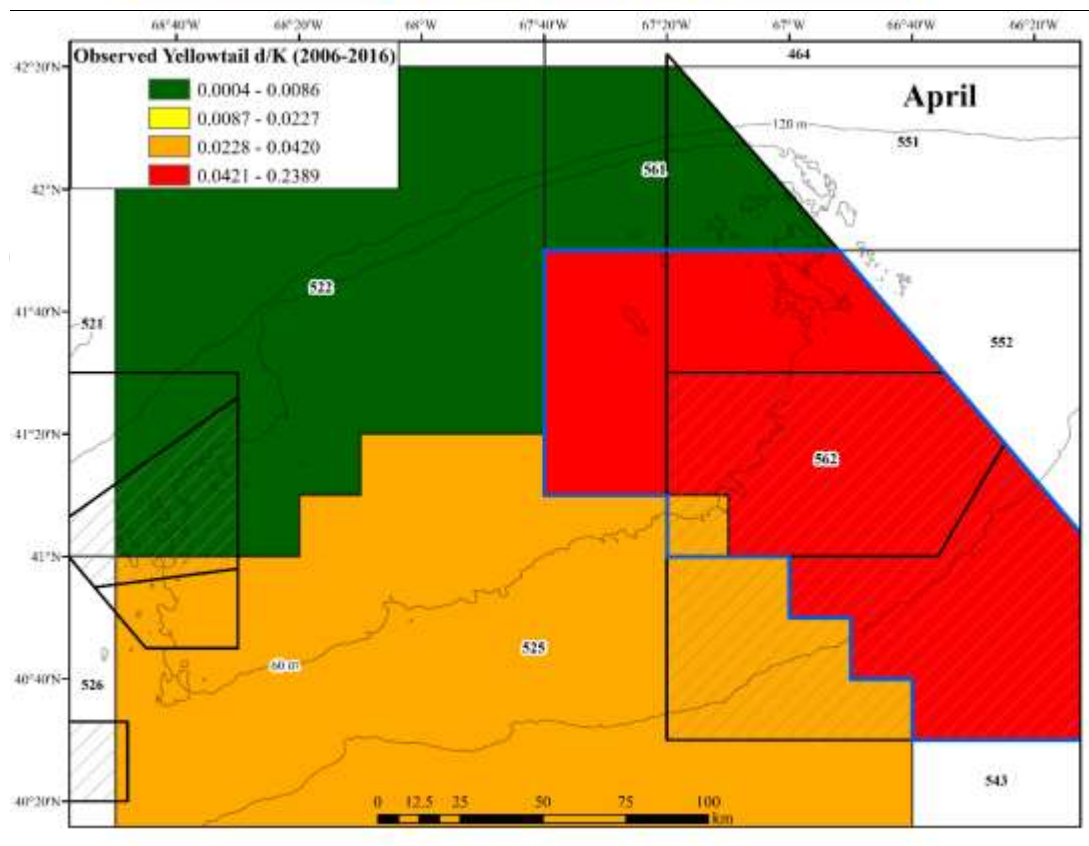 68°40'W 68°20'W 68°W 67°40'W 67°20'W 67°W 66°40'W 66°20'W
Observed Yellowtail d/K (2006-2016)
0.0004 - 0.0086
0.0087 - 0.0227
0.0228 - 0.0420
0.0421 - 0.2389
464
April
120 m
551
561
42°30'N
42°N
522
41°40'N
521
552
41°20'N
562
41°N
525
60 m
40°40'N
526
543
40°20'N
0 12.5 25 50 75 100
km